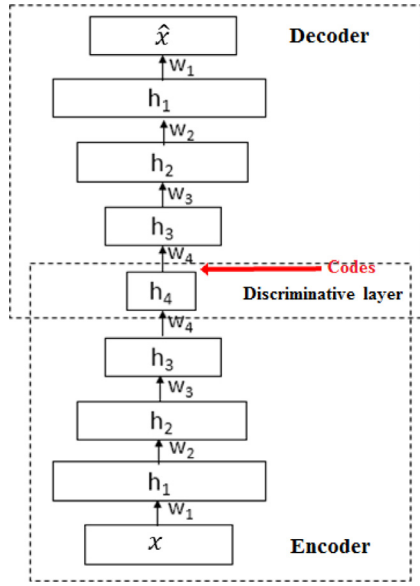 x̂
Decoder
w₁
h₁
w₂
h₂
w₃
h₃
w₄
Codes
h₄
Discriminative layer
w₄
h₃
w₃
h₂
w₂
h₁
w₁
x
Encoder